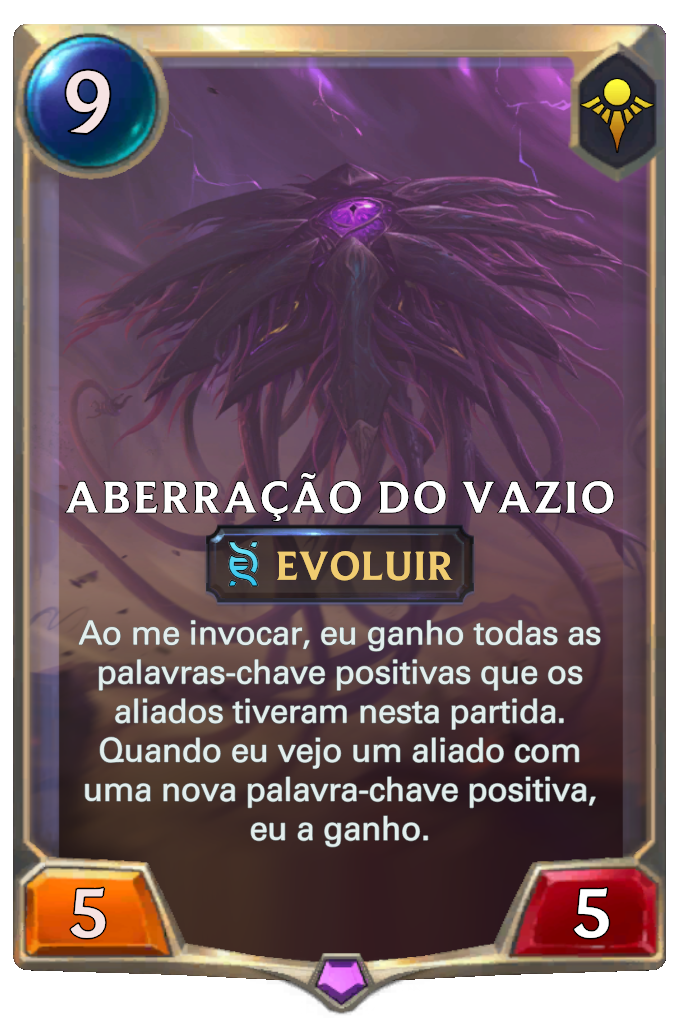 9
ABERRAÇÃO DO VAZIO
EVOLUIR
Ao me invocar, eu ganho todas as
palavras-chave positivas que os
aliados tiveram nesta partida.
Quando eu vejo um aliado com
uma nova palavra-chave positiva,
eu a ganho.
5
5